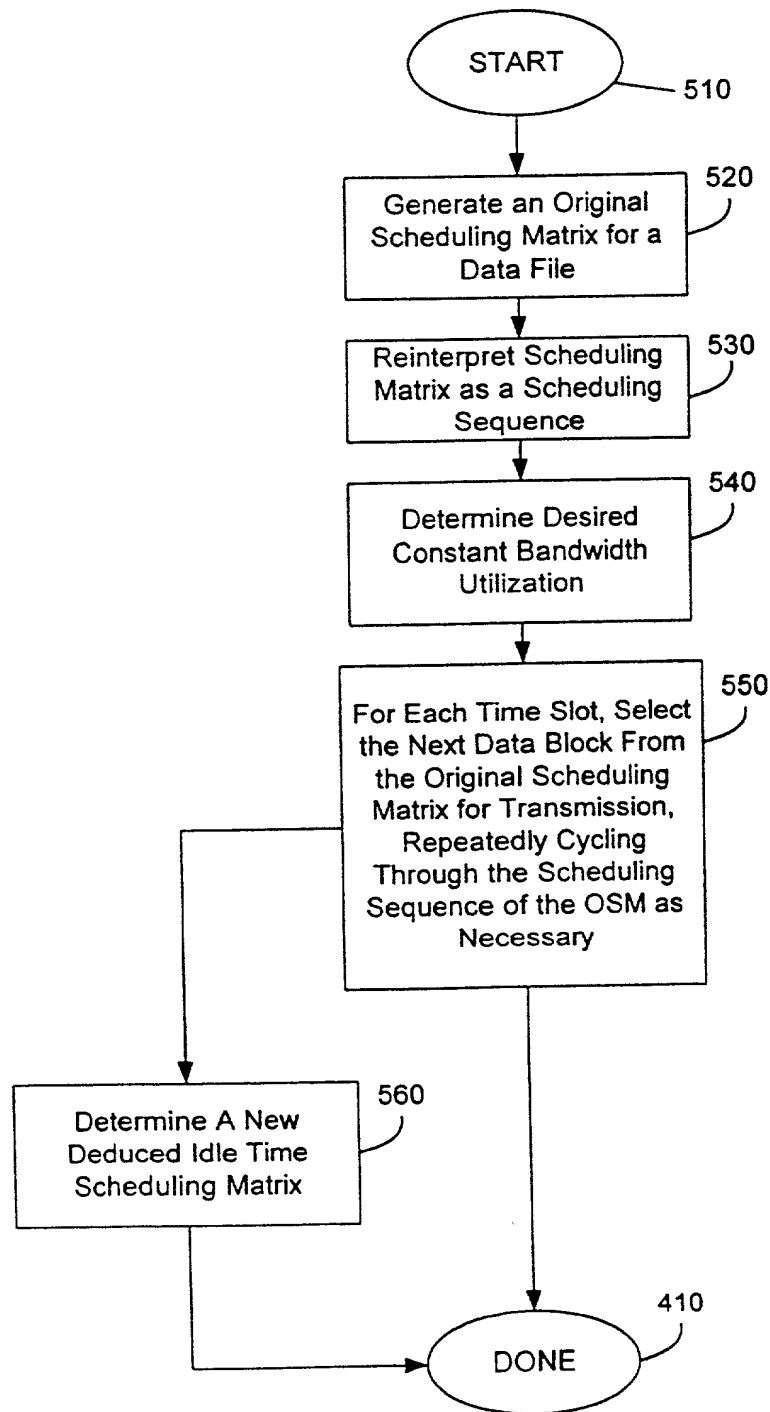 START
510
520
Generate an Original
Scheduling Matrix for a
Data File
530
Reinterpret Scheduling
Matrix as a Scheduling
Sequence
540
Determine Desired
Constant Bandwidth
Utilization
550
For Each Time Slot, Select
the Next Data Block From
the Original Scheduling
Matrix for Transmission,
Repeatedly Cycling
Through the Scheduling
Sequence of the OSM as
Necessary
560
Determine A New
Deduced Idle Time
Scheduling Matrix
410
DONE